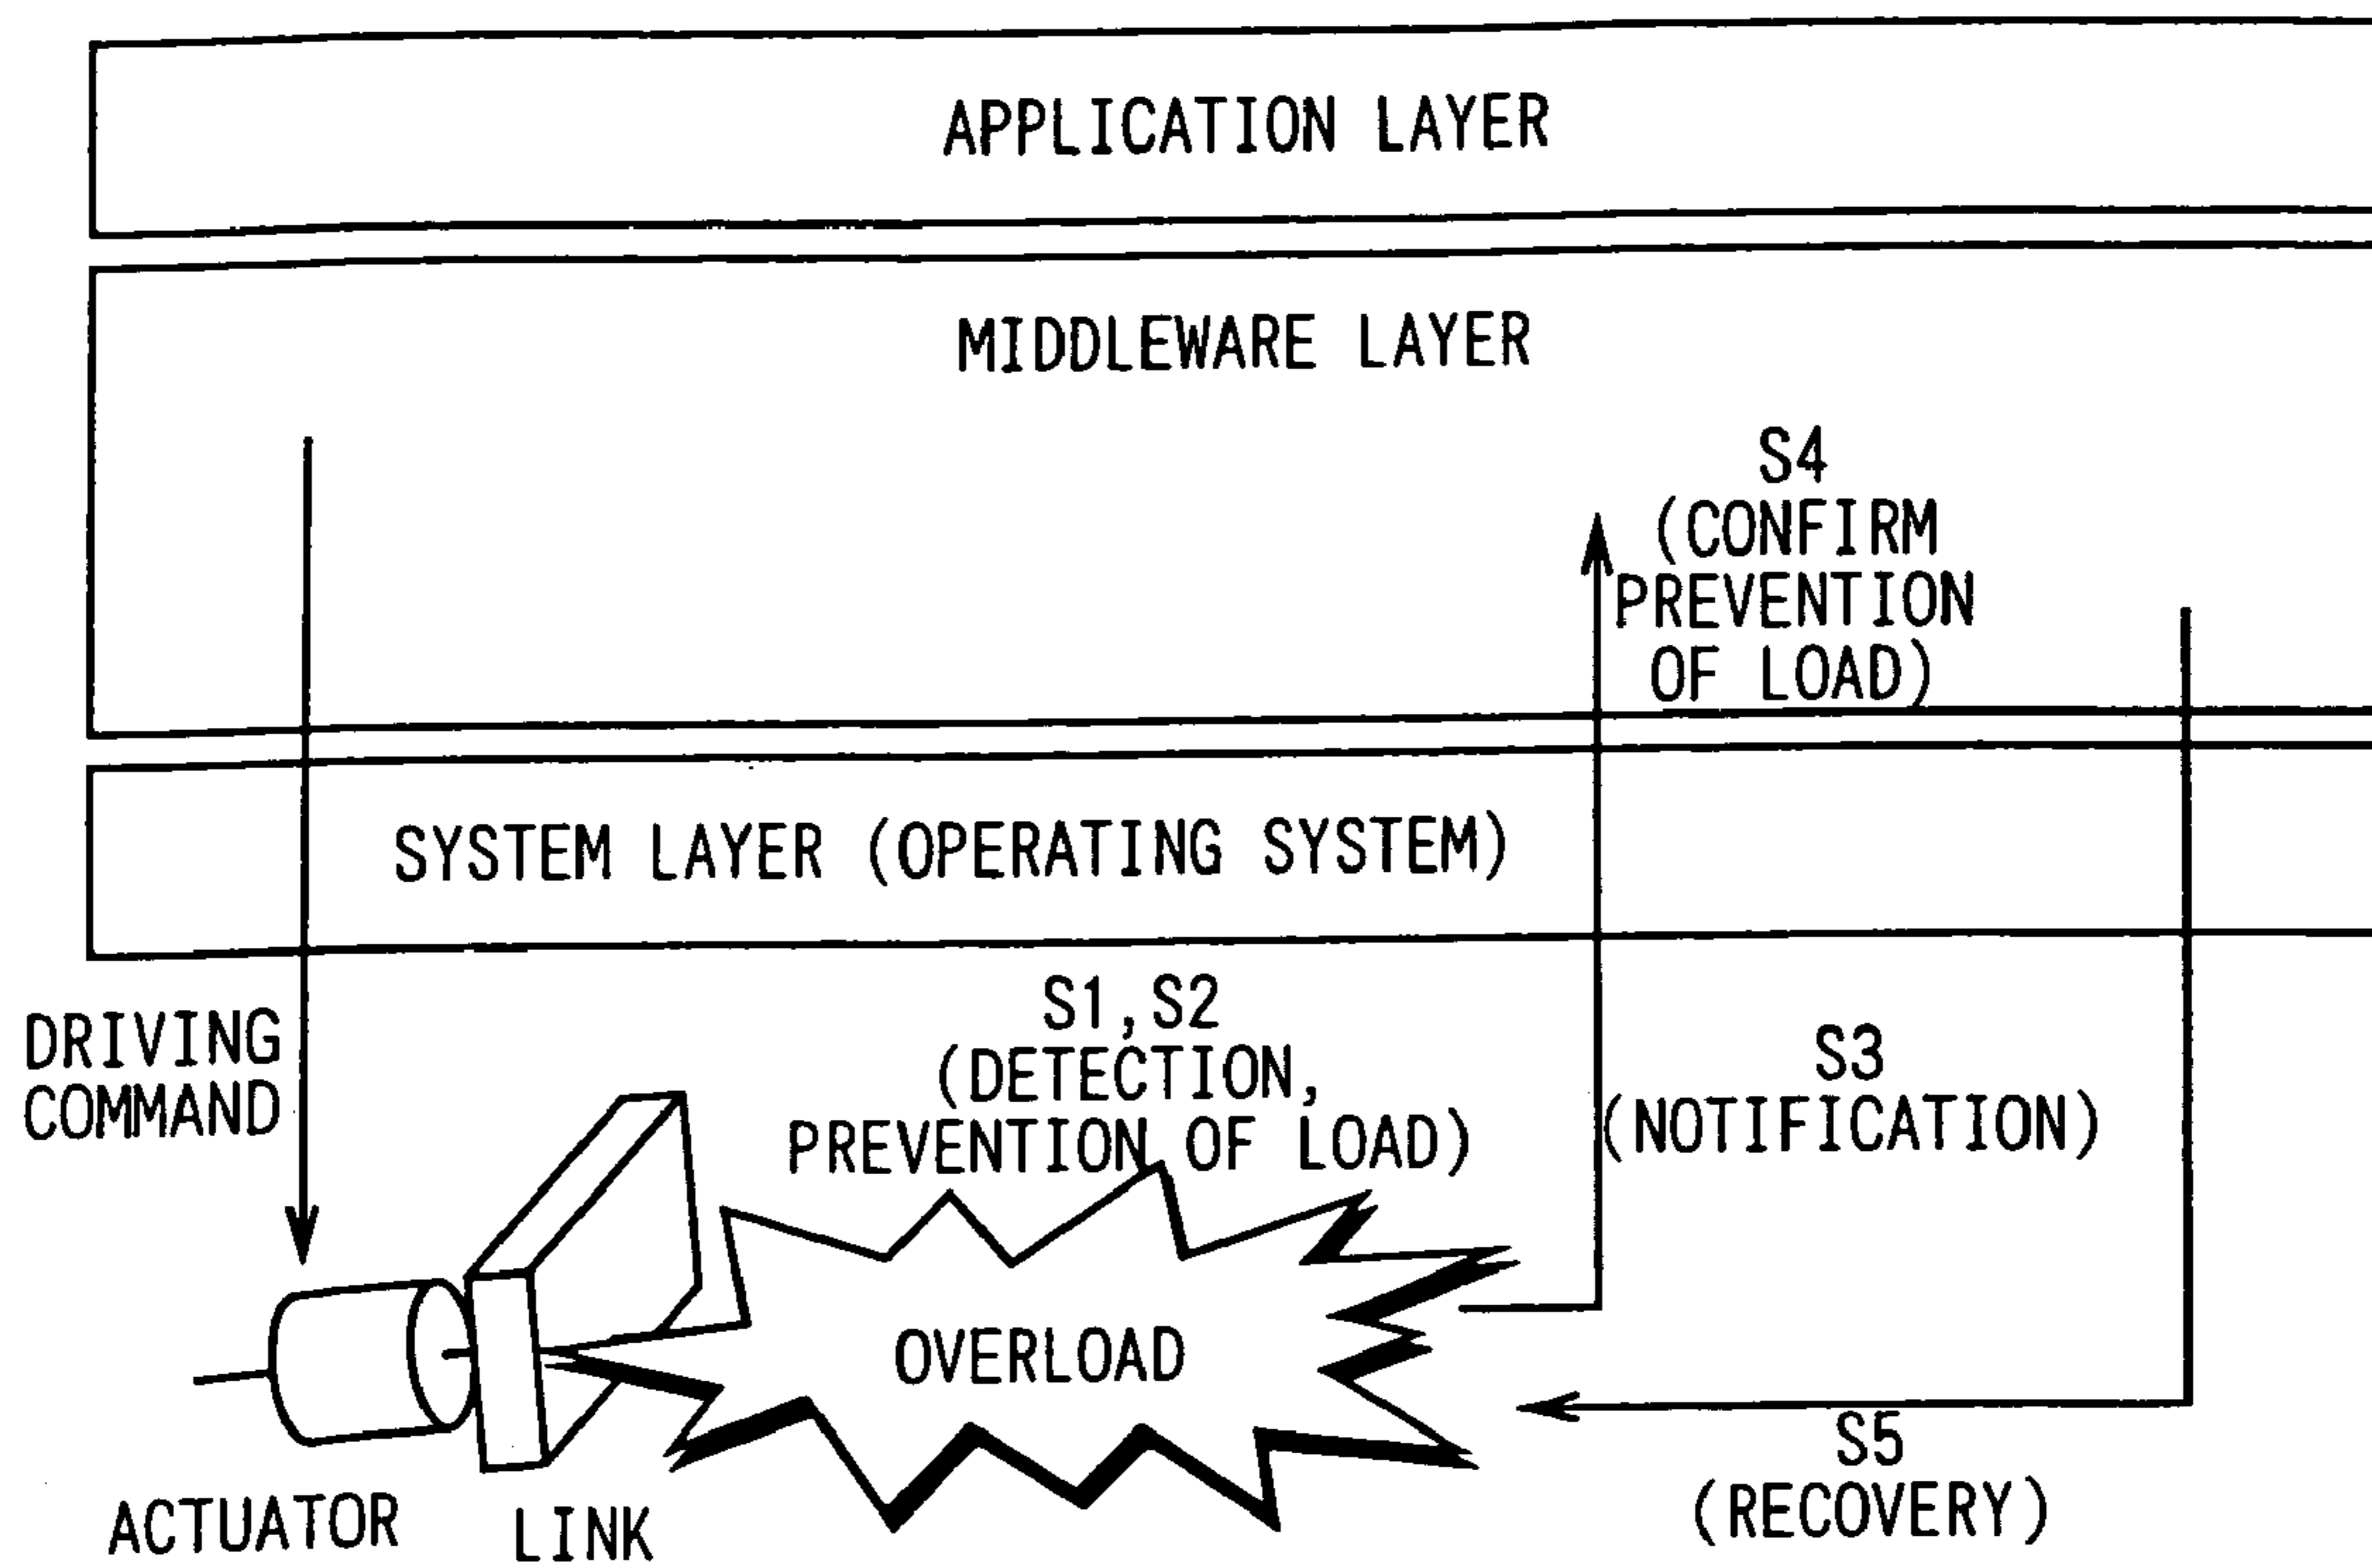 APPLICATION LAYER
MIDDLEWARE LAYER
S4
(CONFIRM
PREVENTION
OF LOAD)
SYSTEM LAYER (OPERATING SYSTEM)
DRIVING
COMMAND
S1,S2
(DETECTION,
PREVENTION OF LOAD)
S3
(NOTIFICATION)
OVERLOAD
S5
(RECOVERY)
ACTUATOR
LINK